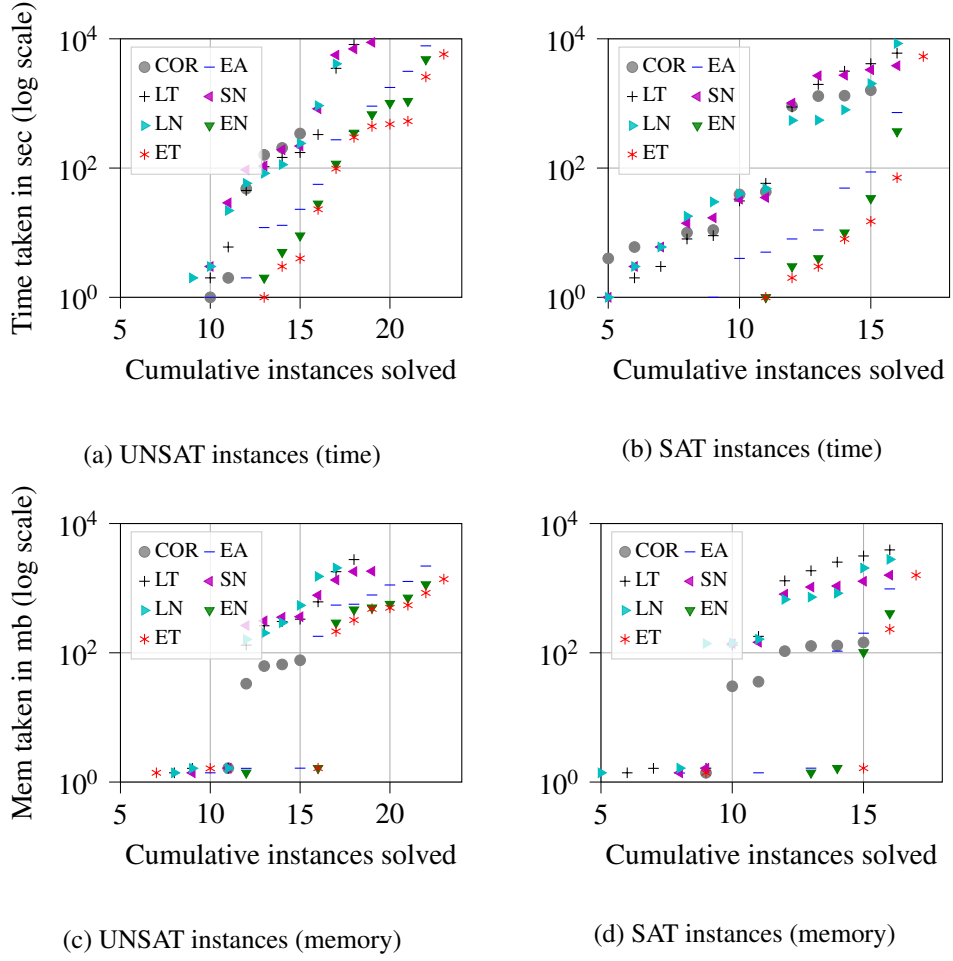 Time taken in sec (log scale)
10^4
10^2
10^0
COR EA
LT SN
LN EN
ET
5 10 15 20
Cumulative instances solved
(a) UNSAT instances (time)
10^4
10^2
10^0
COR EA
LT SN
LN EN
ET
5 10 15
Cumulative instances solved
(b) SAT instances (time)
Mem taken in mb (log scale)
10^4
10^2
10^0
COR EA
LT SN
LN EN
ET
5 10 15 20
Cumulative instances solved
(c) UNSAT instances (memory)
10^4
10^2
10^0
COR EA
LT SN
LN EN
ET
5 10 15
Cumulative instances solved
(d) SAT instances (memory)